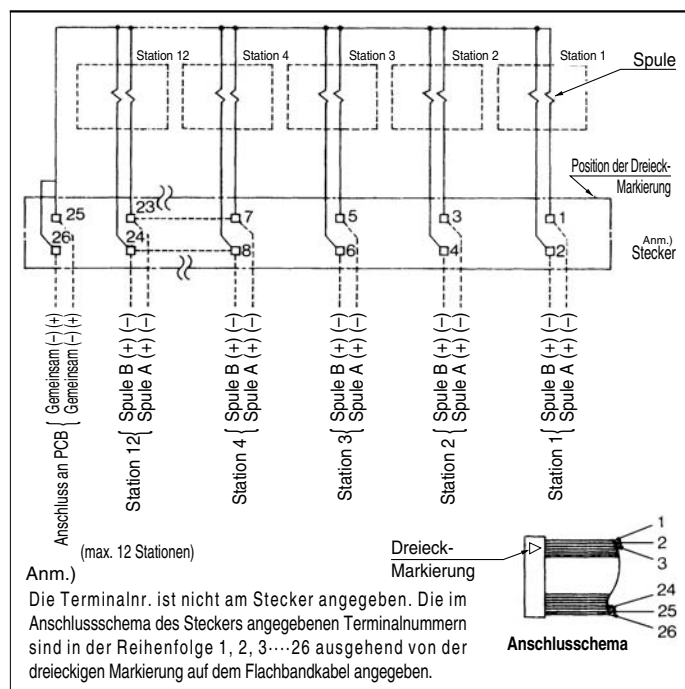 Station 12
Station 4
Station 3
Station 2
Station 1
Spule
Position der Dreieck-
Markierung
25
23
7
5
3
1
26
24
8
6
4
2
Anm.)
Stecker
Anschluss an PCB { Gemeinsam (–) (+)
Gemeinsam (–) (+)
Station 12 { Spule B (+) (–)
Spule A (+) (–)
Station 4 { Spule B (+) (–)
Spule A (+) (–)
Station 3 { Spule B (+) (–)
Spule A (+) (–)
Station 2 { Spule B (+) (–)
Spule A (+) (–)
Station 1 { Spule B (+) (–)
Spule A (+) (–)
(max. 12 Stationen)
Dreieck-
Markierung
1
2
3
24
25
26
Anschlusschema
Anm.)
Die Terminalnr. ist nicht am Stecker angegeben. Die im
Anschlussschema des Steckers angegebenen Terminalnummern
sind in der Reihenfolge 1, 2, 3····26 ausgehend von der
dreieckigen Markierung auf dem Flachbandkabel angegeben.